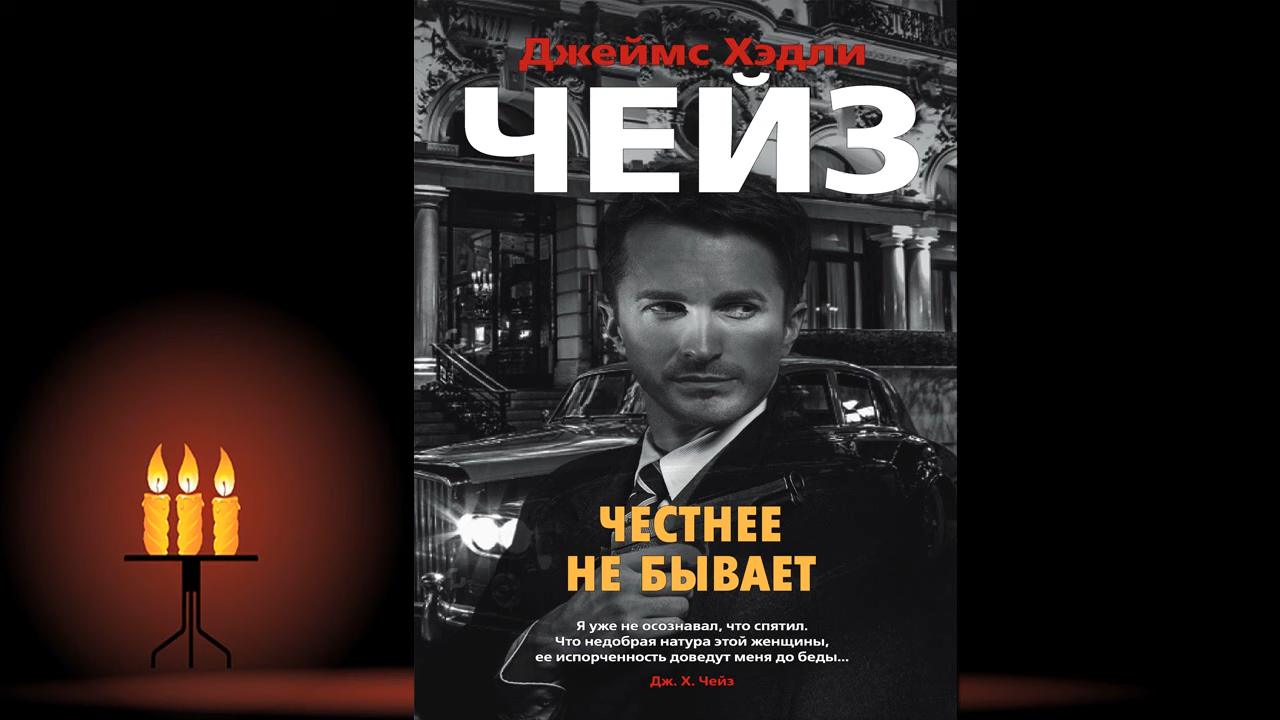 Джеймс Хэдли
ЧЕЙЗ
ЧЕСТНЕЕ
НЕ БЫВАЕТ
Я уже не осознавал, что спятил.
Что недобрая натура этой женщины,
ее испорченность доведут меня до беды...
Дж. Х. Чейз